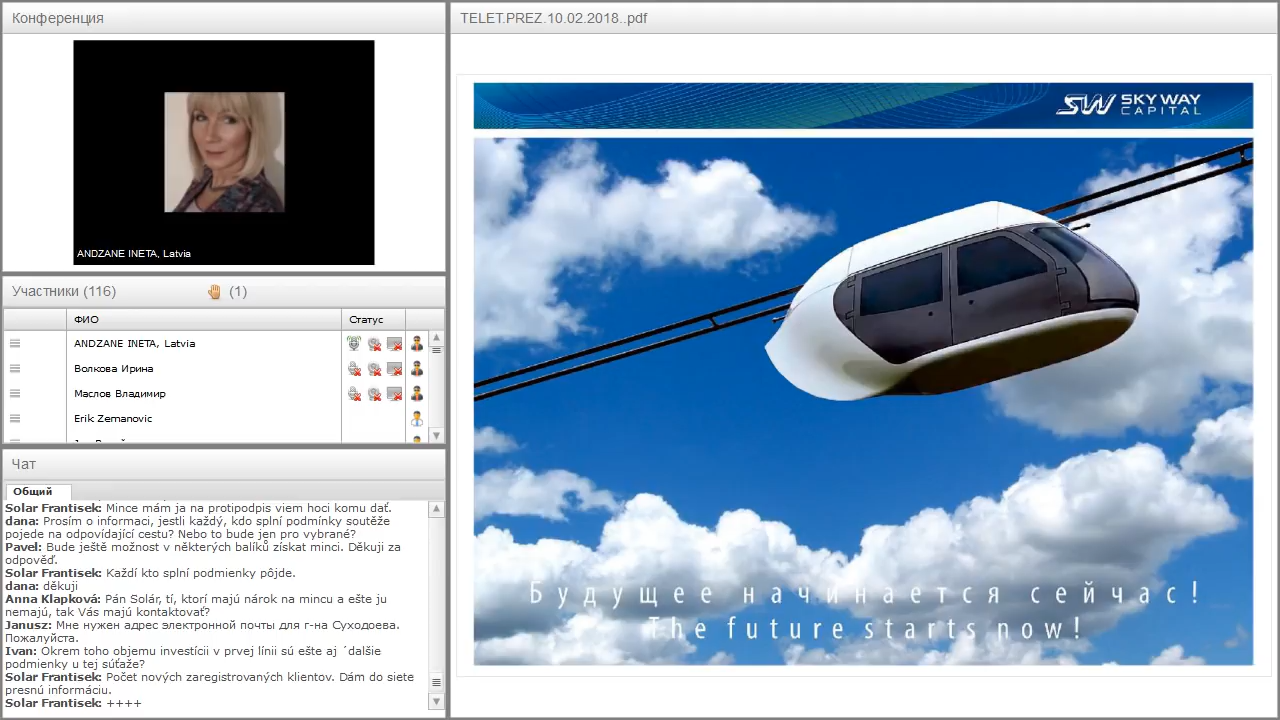 Конференция
ANDZANE INETA, Latvia
Участники (116)
(1)
ФИО
Статус
ANDZANE INETA, Latvia
Волкова Ирина
Маслов Владимир
Erik Zemanovic
Чат
Общий
Solar Frantisek: Mince mám ja na protipodpis viem hoci komu dať.
dana: Prosím o informaci, jestli každý, kdo splní podmínky soutěže
pojede na odpovídající cestu? Nebo to bude jen pro vybrané?
Pavel: Bude ještě možnost v některých balíků získat minci. Děkuji za
odpověď.
Solar Frantisek: Každí kto splní podmienky pôjde.
dana: děkuji
Anna Klapková: Pán Solár, tí, ktorí majú nárok na mincu a ešte ju
nemajú, tak Vás majú kontaktovať?
Janusz: Мне нужен адрес электронной почты для г-на Суходоева.
Пожалуйста.
Ivan: Okrem toho objemu investícii v prvej línii sú ešte aj ´dalšie
podmienky u tej súťaže?
Solar Frantisek: Počet nových zaregistrovaných klientov. Dám do siete
presnú informáciu.
Solar Frantisek: ++++
TELET.PREZ.10.02.2018..pdf
SW SKY WAY
CAPITAL
Будущее начинается сейчас!
The future starts now!